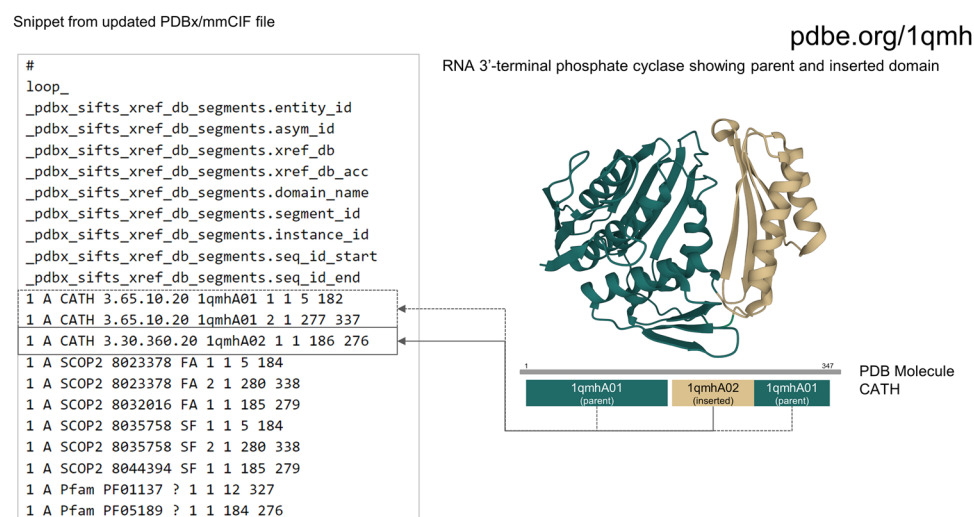 Snippet from updated PDBx/mmCIF file
pdbe.org/1qmh
RNA 3'-terminal phosphate cyclase showing parent and inserted domain
#
loop_
_pdbx_sifts_xref_db_segments.entity_id
_pdbx_sifts_xref_db_segments.asym_id
_pdbx_sifts_xref_db_segments.xref_db
_pdbx_sifts_xref_db_segments.xref_db_acc
_pdbx_sifts_xref_db_segments.domain_name
_pdbx_sifts_xref_db_segments.segment_id
_pdbx_sifts_xref_db_segments.instance_id
_pdbx_sifts_xref_db_segments.seq_id_start
_pdbx_sifts_xref_db_segments.seq_id_end
1 A CATH 3.65.10.20 1qmhA01 1 1 5 182
1 A CATH 3.65.10.20 1qmhA01 2 1 277 337
1 A CATH 3.30.360.20 1qmhA02 1 1 186 276
1 A SCOP2 8023378 FA 1 1 5 184
1 A SCOP2 8023378 FA 2 1 280 338
1 A SCOP2 8032016 FA 1 1 185 279
1 A SCOP2 8035758 SF 1 1 5 184
1 A SCOP2 8035758 SF 2 1 280 338
1 A SCOP2 8044394 SF 1 1 185 279
1 A Pfam PF01137 ? 1 1 12 327
1 A Pfam PF05189 ? 1 1 184 276
1 347
PDB Molecule
1qmhA01 1qmhA02 1qmhA01
CATH
(parent) (inserted) (parent)